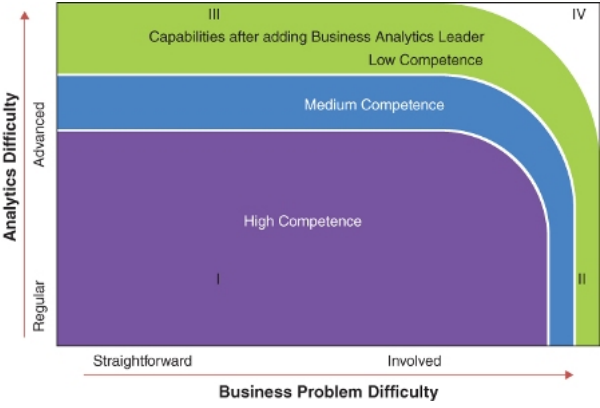 III
IV
Capabilities after adding Business Analytics Leader
Low Competence
Medium Competence
High Competence
I
II
Analytics Difficulty
Advanced
Regular
Straightforward
Involved
Business Problem Difficulty